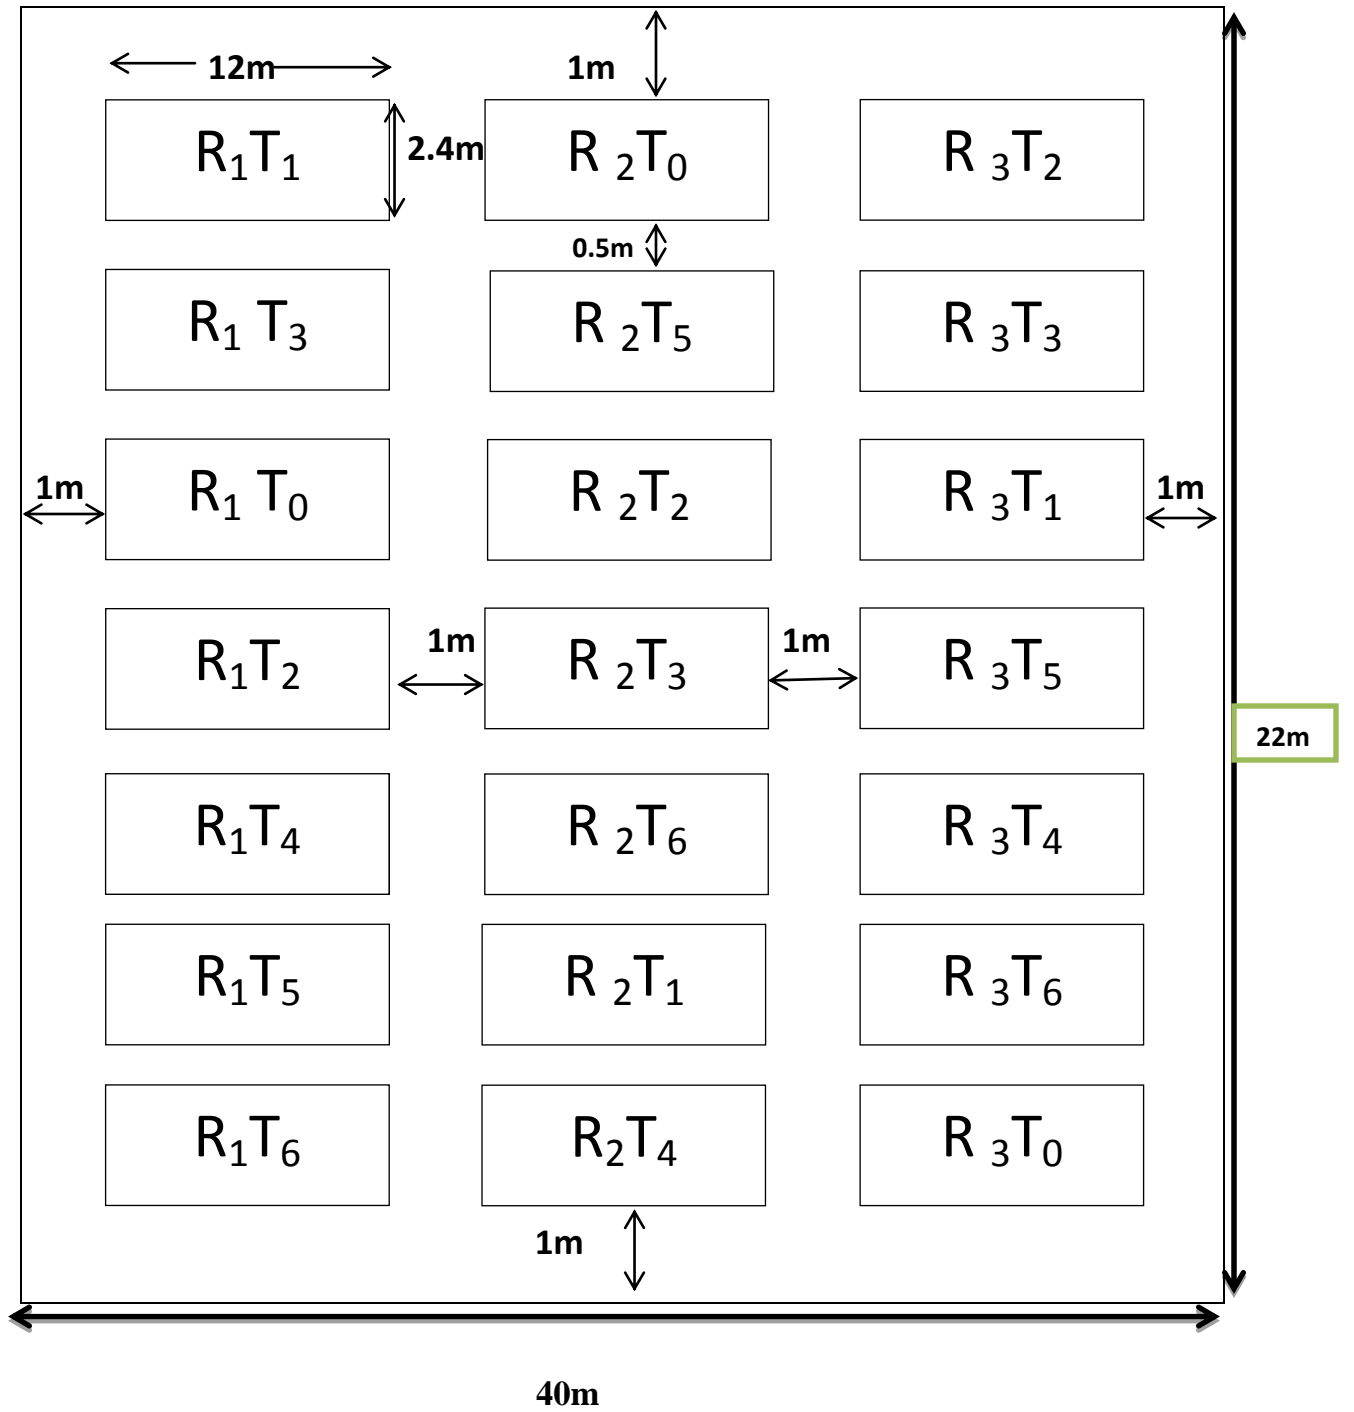 12m 1m
R₁T₁ 2.4m R ₂T₀ R ₃T₂
0.5m
R₁ T₃ R ₂T₅ R ₃T₃
1m R₁ T₀ R ₂T₂ R ₃T₁ 1m
R₁T₂ 1m R ₂T₃ 1m R ₃T₅
22m
R₁T₄ R ₂T₆ R ₃T₄
R₁T₅ R ₂T₁ R ₃T₆
R₁T₆ R₂T₄ R ₃T₀
1m
40m